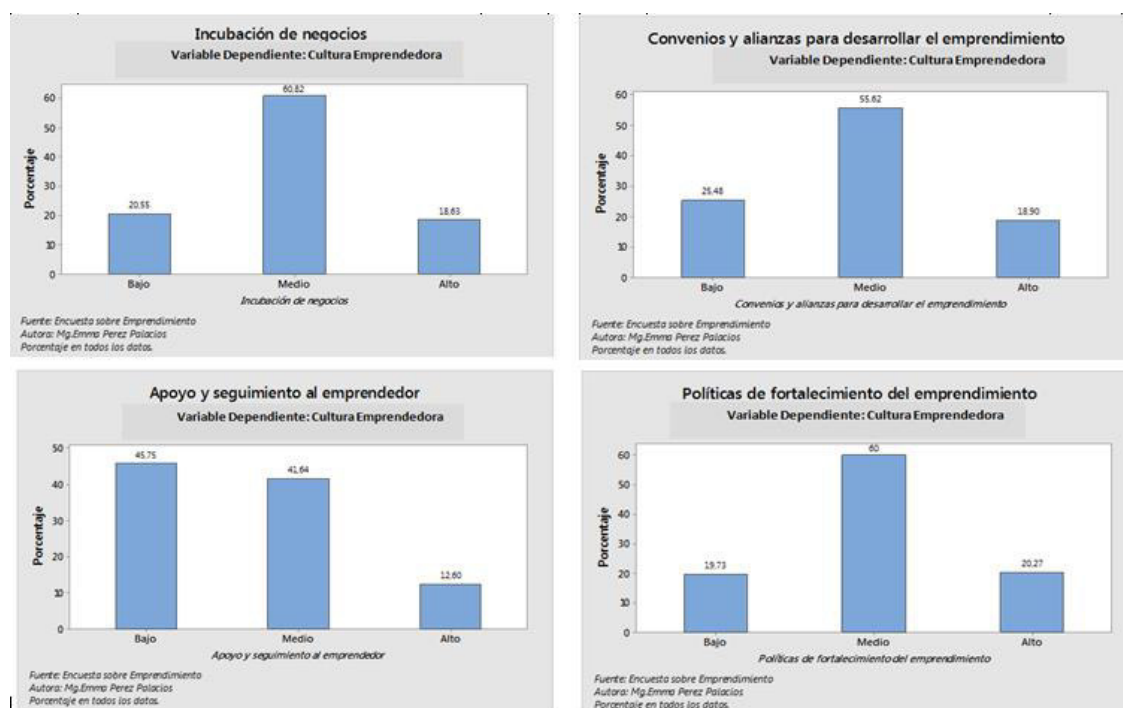 Incubación de negocios
Variable Dependiente: Cultura Emprendedora
Porcentaje
60
50
40
30
20
10
0
20,55
60,82
18,63
Bajo
Medio
Alto
Incubación de negocios
Fuente: Encuesta sobre Emprendimiento
Autora: Mg.Emma Perez Palacios
Porcentaje en todos los datos.
Convenios y alianzas para desarrollar el emprendimiento
Variable Dependiente: Cultura Emprendedora
Porcentaje
60
50
40
30
20
10
0
25,48
55,62
18,90
Bajo
Medio
Alto
Convenios y alianzas para desarrollar el emprendimiento
Fuente: Encuesta sobre Emprendimiento
Autora: Mg.Emma Perez Palacios
Porcentaje en todos los datos.
Apoyo y seguimiento al emprendedor
Variable Dependiente: Cultura Emprendedora
Porcentaje
50
40
30
20
10
0
45,75
41,64
12,60
Bajo
Medio
Alto
Apoyo y seguimiento al emprendedor
Fuente: Encuesta sobre Emprendimiento
Autora: Mg.Emma Perez Palacios
Porcentaje en todos los datos.
Políticas de fortalecimiento del emprendimiento
Variable Dependiente: Cultura Emprendedora
Porcentaje
60
50
40
30
20
10
0
19,73
60
20,27
Bajo
Medio
Alto
Políticas de fortalecimiento del emprendimiento
Fuente: Encuesta sobre Emprendimiento
Autora: Mg.Emma Perez Palacios
Porcentaje en todos los datos.